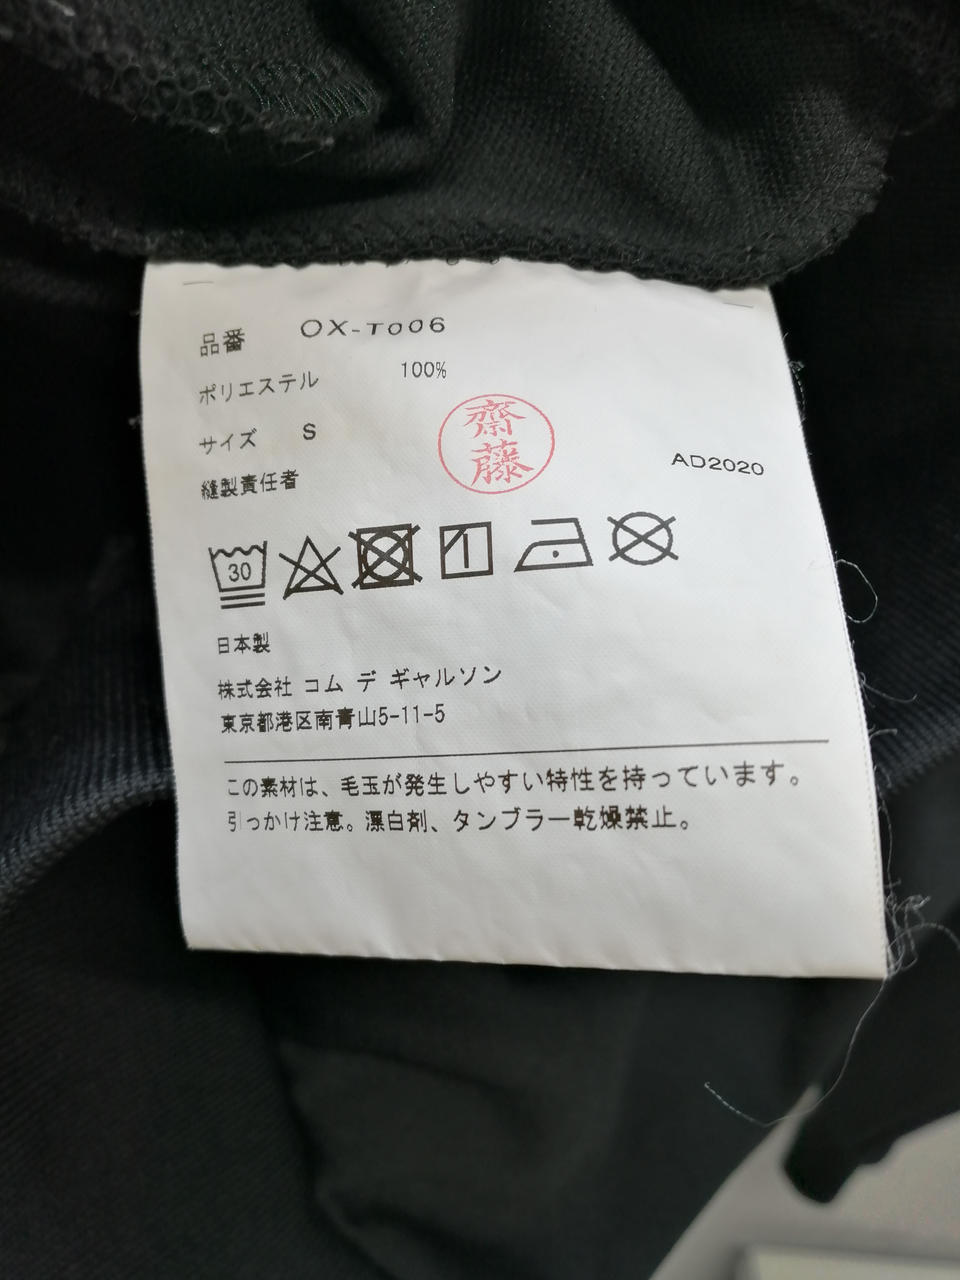 品番 OX-T006
ポリエステル 100%
サイズ S
縫製責任者 齋藤
AD2020
30
日本製
株式会社 コム デ ギャルソン
東京都港区南青山5-11-5
この素材は、毛玉が発生しやすい特性を持っています。
引っかけ注意。漂白剤、タンブラー乾燥禁止。